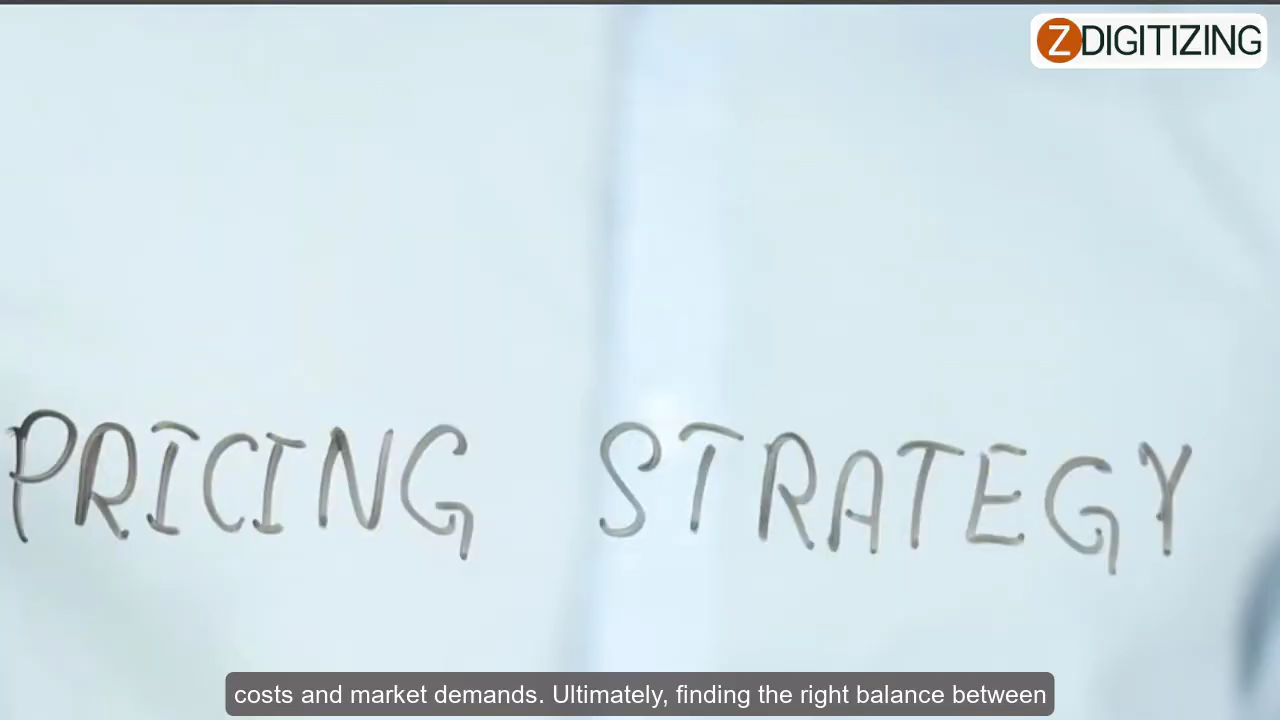 ZDIGITIZING
PRICING STRATEGY
costs and market demands. Ultimately, finding the right balance between